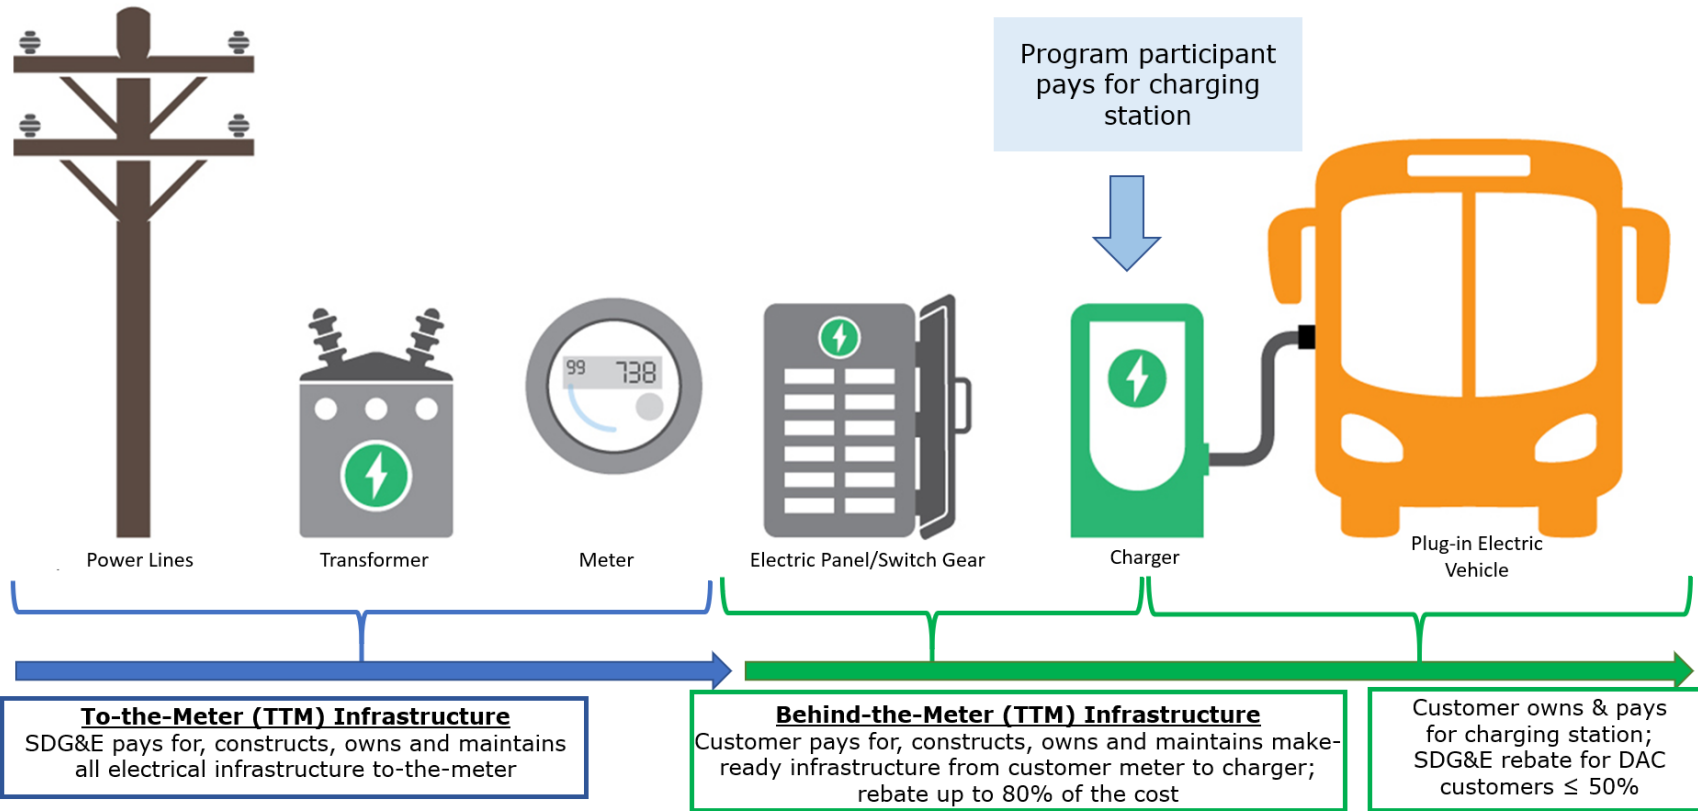 Program participant
pays for charging
station
99 738
Power Lines
Transformer
Meter
Electric Panel/Switch Gear
Charger
Plug-in Electric
Vehicle
To-the-Meter (TTM) Infrastructure
SDG&E pays for, constructs, owns and maintains
all electrical infrastructure to-the-meter
Behind-the-Meter (TTM) Infrastructure
Customer pays for, constructs, owns and maintains make-
ready infrastructure from customer meter to charger;
rebate up to 80% of the cost
Customer owns & pays
for charging station;
SDG&E rebate for DAC
customers ≤ 50%